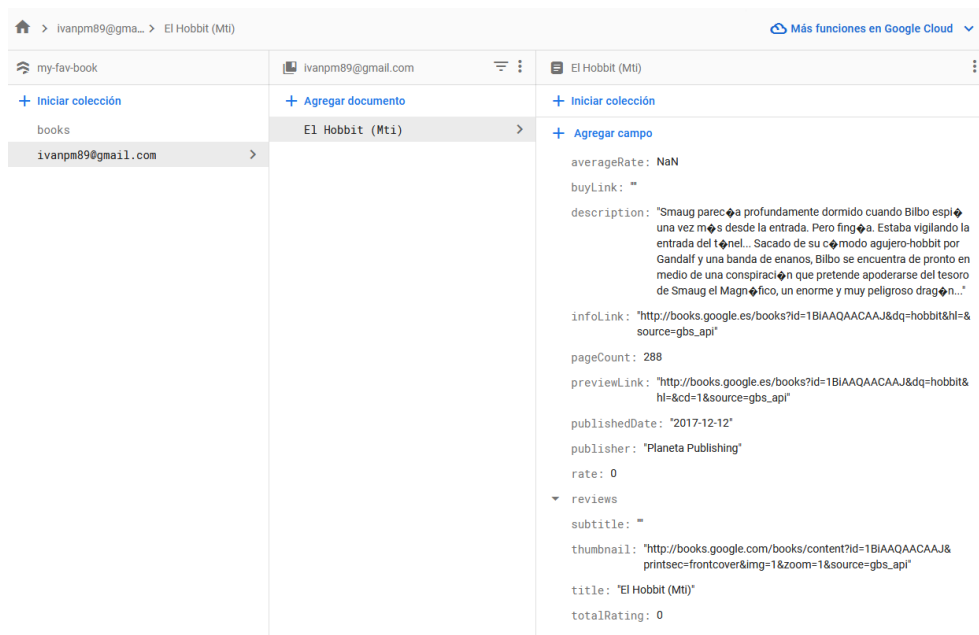 ivanpm89@gma...
El Hobbit (Mti)
Más funciones en Google Cloud
my-fav-book
ivanpm89@gmail.com
El Hobbit (Mti)
+ Iniciar colección
+ Agregar documento
+ Iniciar colección
books
ivanpm89@gmail.com
El Hobbit (Mti)
+ Agregar campo
averageRate: NaN
buyLink: ""
description: "Smaug parec�a profundamente dormido cuando Bilbo espi�
una vez m�s desde la entrada. Pero fing�a. Estaba vigilando la
entrada del t�nel... Sacado de su c�modo agujero-hobbit por
Gandalf y una banda de enanos, Bilbo se encuentra de pronto en
medio de una conspiraci�n que pretende apoderarse del tesoro
de Smaug el Magn�fico, un enorme y muy peligroso drag�n..."
infoLink: "http://books.google.es/books?id=1BiAAQAACAAJ&dq=hobbit&hl=&
source=gbs_api"
pageCount: 288
previewLink: "http://books.google.es/books?id=1BiAAQAACAAJ&dq=hobbit&
hl=&cd=1&source=gbs_api"
publishedDate: "2017-12-12"
publisher: "Planeta Publishing"
rate: 0
reviews
subtitle: ""
thumbnail: "http://books.google.com/books/content?id=1BiAAQAACAAJ&
printsec=frontcover&img=1&zoom=1&source=gbs_api"
title: "El Hobbit (Mti)"
totalRating: 0